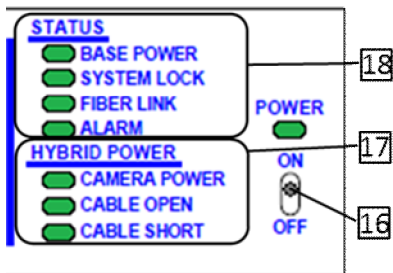 STATUS
BASE POWER
SYSTEM LOCK
FIBER LINK
ALARM
18
POWER
HYBRID POWER
CAMERA POWER
CABLE OPEN
CABLE SHORT
17
ON
OFF
16